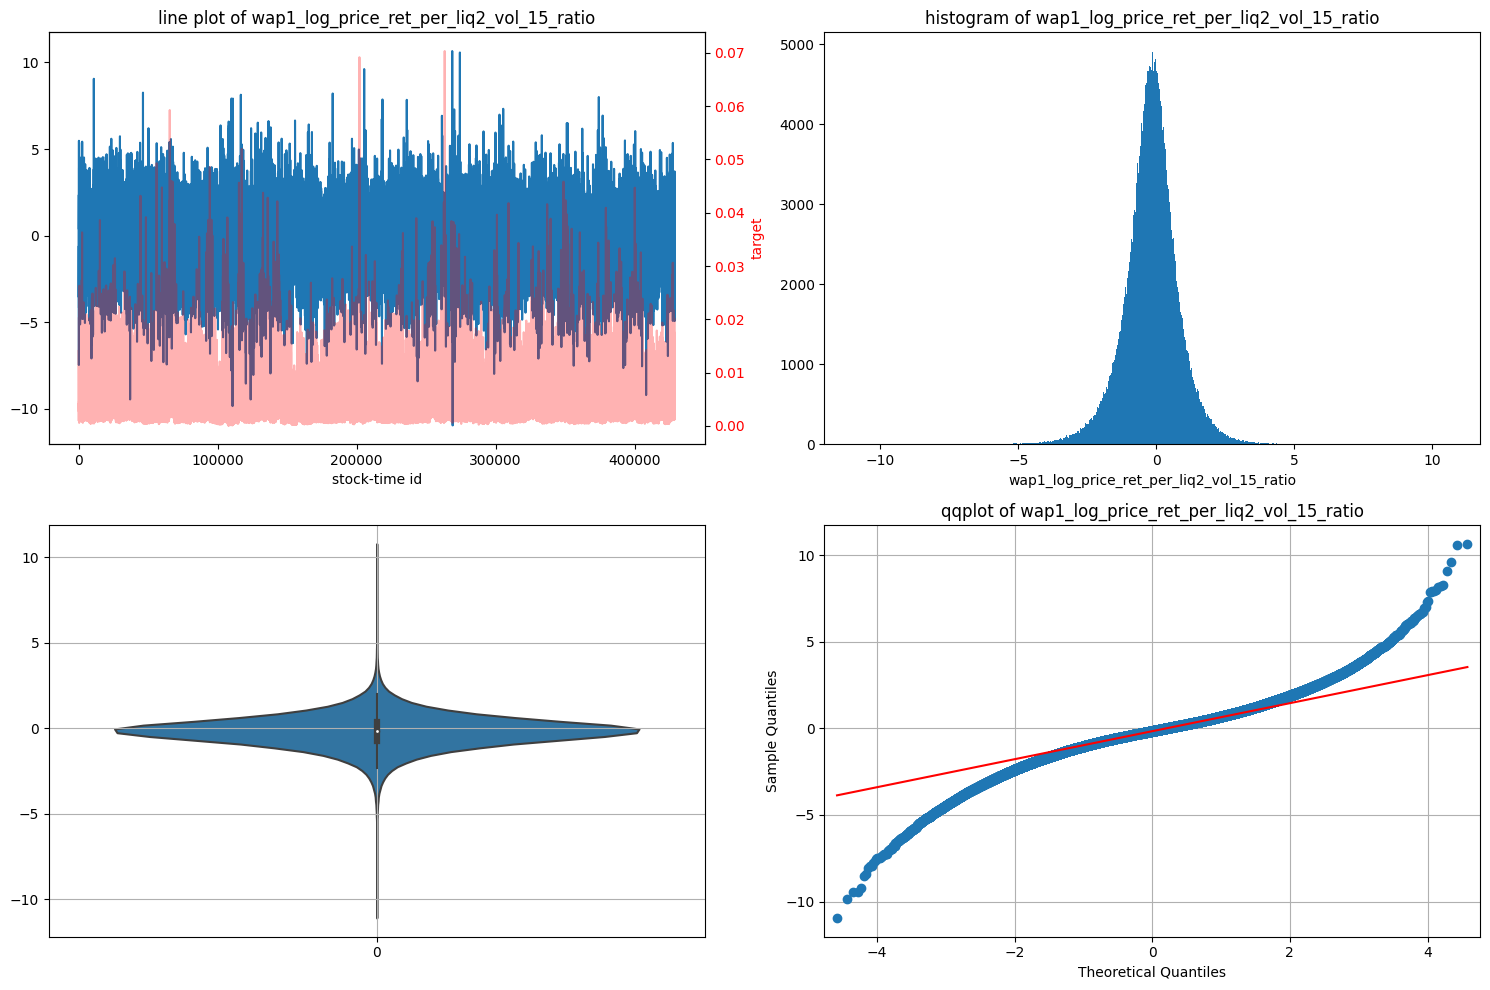 line plot of wap1_log_price_ret_per_liq2_vol_15_ratio
10
5
0
−5
−10
0.07
0.06
0.05
0.04
0.03
0.02
0.01
0.00
target
0 100000 200000 300000 400000
stock-time id
histogram of wap1_log_price_ret_per_liq2_vol_15_ratio
5000
4000
3000
2000
1000
0
−10 −5 0 5 10
wap1_log_price_ret_per_liq2_vol_15_ratio
10
5
0
−5
−10
0
qqplot of wap1_log_price_ret_per_liq2_vol_15_ratio
Sample Quantiles
10
5
0
−5
−10
−4 −2 0 2 4
Theoretical Quantiles